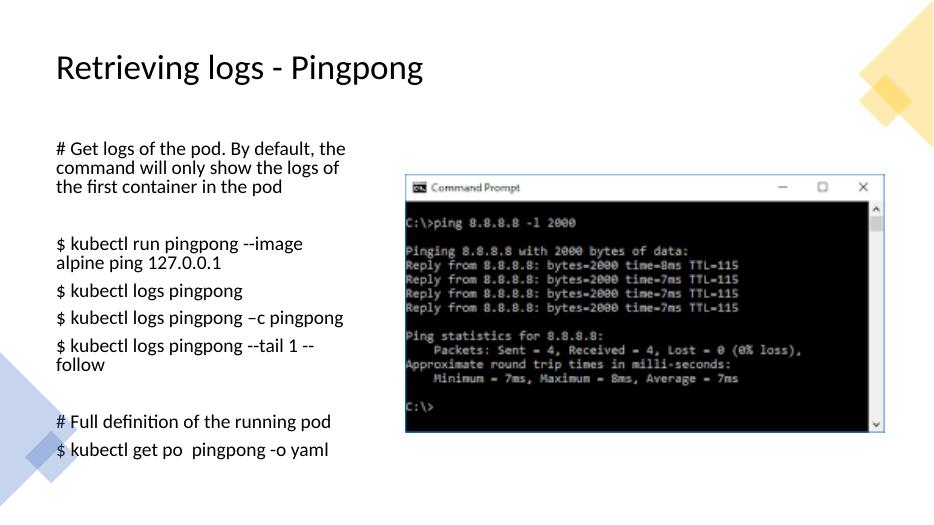 Retrieving logs - Pingpong
# Get logs of the pod. By default, the
command will only show the logs of
the first container in the pod
$ kubectl run pingpong --image
alpine ping 127.0.0.1
$ kubectl logs pingpong
$ kubectl logs pingpong –c pingpong
$ kubectl logs pingpong --tail 1 --
follow
# Full definition of the running pod
$ kubectl get po  pingpong -o yaml
Command Prompt
C:\>ping 8.8.8.8 -l 2000
Pinging 8.8.8.8 with 2000 bytes of data:
Reply from 8.8.8.8: bytes=2000 time=8ms TTL=115
Reply from 8.8.8.8: bytes=2000 time=7ms TTL=115
Reply from 8.8.8.8: bytes=2000 time=7ms TTL=115
Reply from 8.8.8.8: bytes=2000 time=7ms TTL=115
Ping statistics for 8.8.8.8:
    Packets: Sent = 4, Received = 4, Lost = 0 (0% loss),
Approximate round trip times in milli-seconds:
    Minimum = 7ms, Maximum = 8ms, Average = 7ms
C:\>